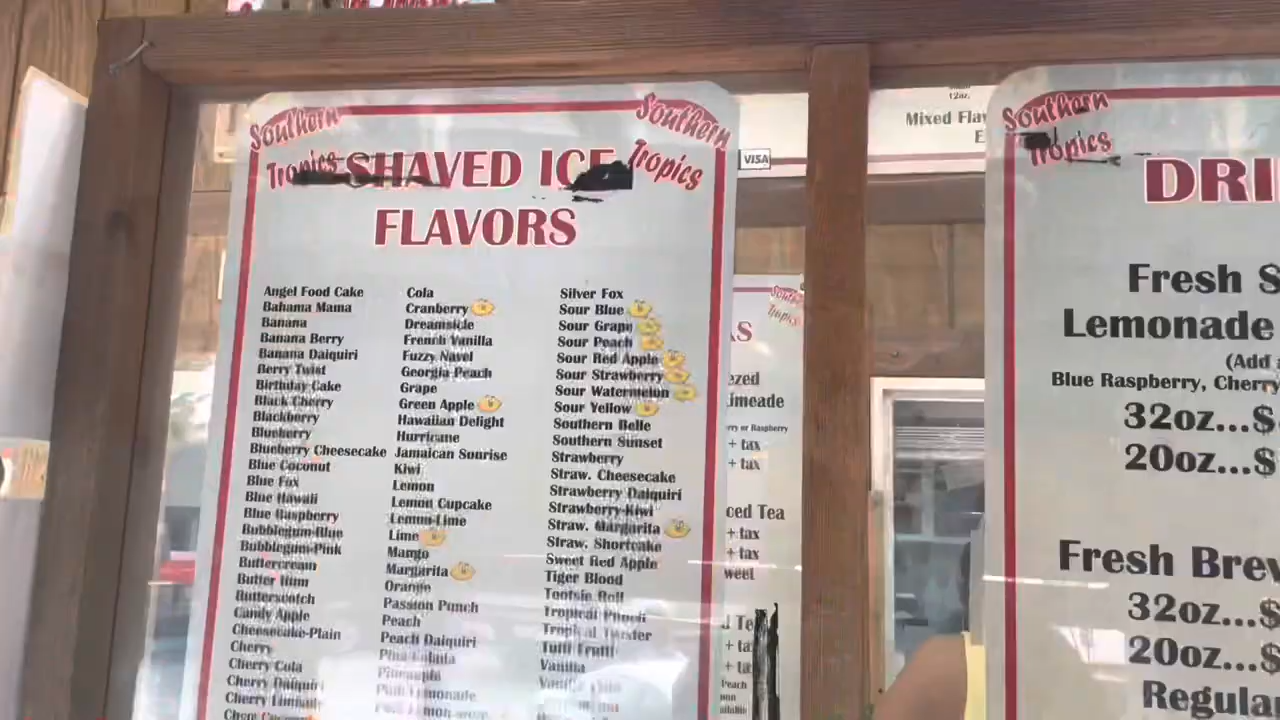 Southern
Tropics
Southern
Tropics
SHAVED ICE
FLAVORS
Angel Food Cake
Bahama Mama
Banana
Banana Berry
Banana Daiquiri
Berry Twist
Birthday Cake
Black Cherry
Blackberry
Blueberry
Blueberry Cheesecake
Blue Coconut
Blue Fox
Blue Hawaii
Blue Raspberry
Bubblegum-Blue
Bubblegum-Pink
Buttercream
Butter Rum
Butterscotch
Candy Apple
Cheesecake-Plain
Cherry
Cherry Cola
Cherry Daiquiri
Cherry
Cola
Cranberry
Dreamsicle
French Vanilla
Fuzzy Navel
Georgia Peach
Grape
Green Apple
Hawaiian Delight
Hurricane
Jamaican Sunrise
Kiwi
Lemon
Lemon Cupcake
Lemon-Lime
Lime
Mango
Margarita
Orange
Passion Punch
Peach
Peach Daiquiri
Pina Colada
Pineapple
Pink Lemonade
Silver Fox
Sour Blue
Sour Grape
Sour Peach
Sour Red Apple
Sour Strawberry
Sour Watermelon
Sour Yellow
Southern Belle
Southern Sunset
Strawberry
Straw. Cheesecake
Strawberry Daiquiri
Strawberry-Kiwi
Straw. Margarita
Straw. Shortcake
Sweet Red Apple
Tiger Blood
Tootsie Roll
Tropical Punch
Tropical Twister
Tutti Frutti
Vanilla
VISA
12oz.
Mixed Flav
E
KS
ezed
imeade
rry or Raspberry
+ tax
+ tax
ced Tea
+ tax
+ tax
weet
d Te
+ ta
+ ta
Peach
Southern
Tropics
DRI
Fresh S
Lemonade
(Add
Blue Raspberry, Cherry
32oz...$
20oz...$
Fresh Brew
32oz...$
20oz...$
Regular